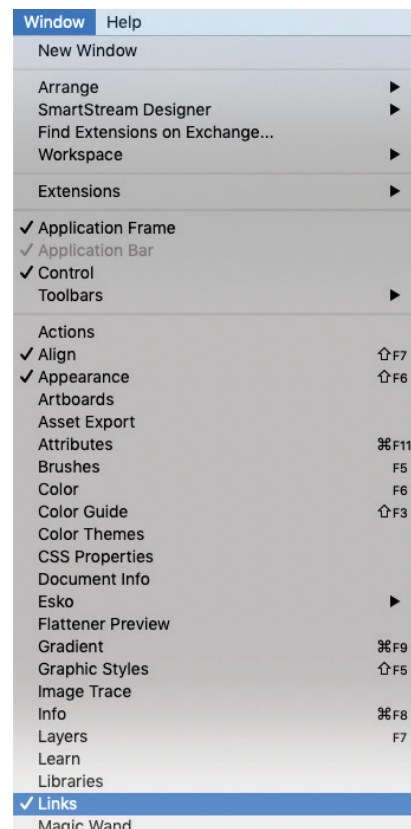 Window Help
New Window
Arrange ▶
SmartStream Designer ▶
Find Extensions on Exchange...
Workspace ▶
Extensions ▶
✓ Application Frame
✓ Application Bar
✓ Control
Toolbars ▶
Actions
✓ Align ⇧F7
✓ Appearance ⇧F6
Artboards
Asset Export
Attributes ⌘F11
Brushes F5
Color F6
Color Guide ⇧F3
Color Themes
CSS Properties
Document Info
Esko ▶
Flattener Preview
Gradient ⌘F9
Graphic Styles ⇧F5
Image Trace
Info ⌘F8
Layers F7
Learn
Libraries
✓ Links
Magic Wand